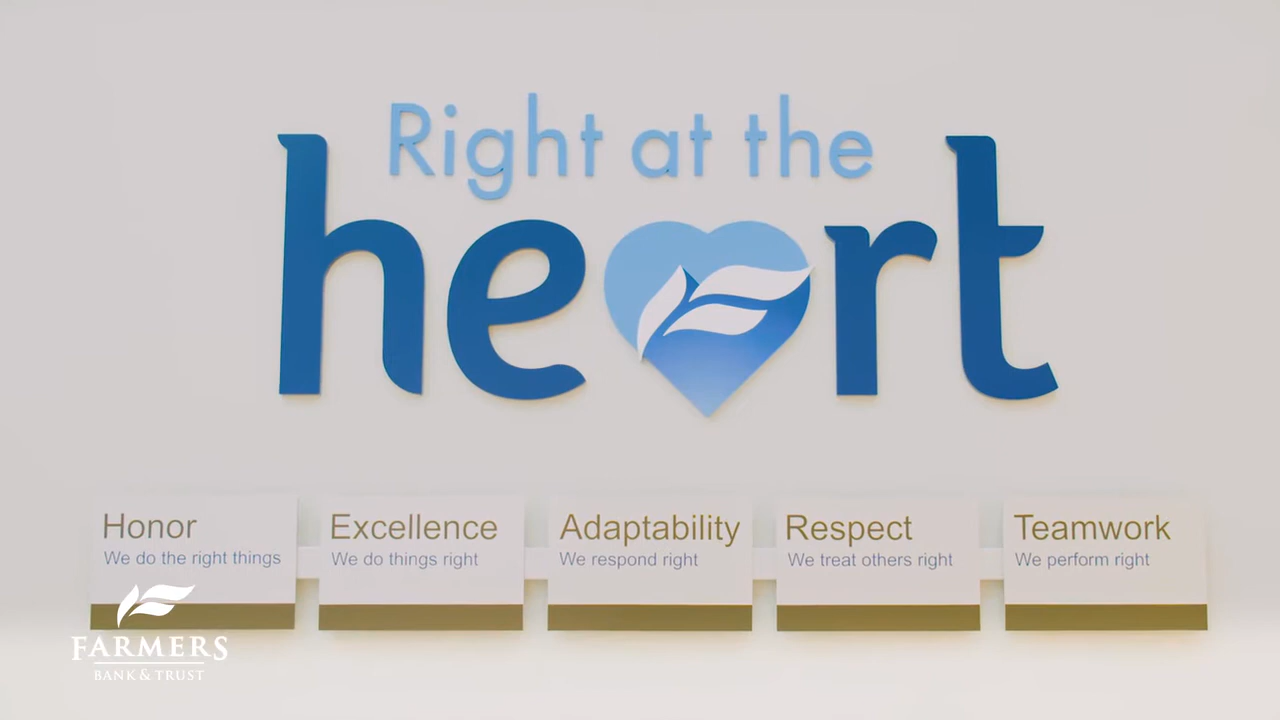 Right at the
heart
Honor
We do the right things
Excellence
We do things right
Adaptability
We respond right
Respect
We treat others right
Teamwork
We perform right
FARMERS
BANK & TRUST